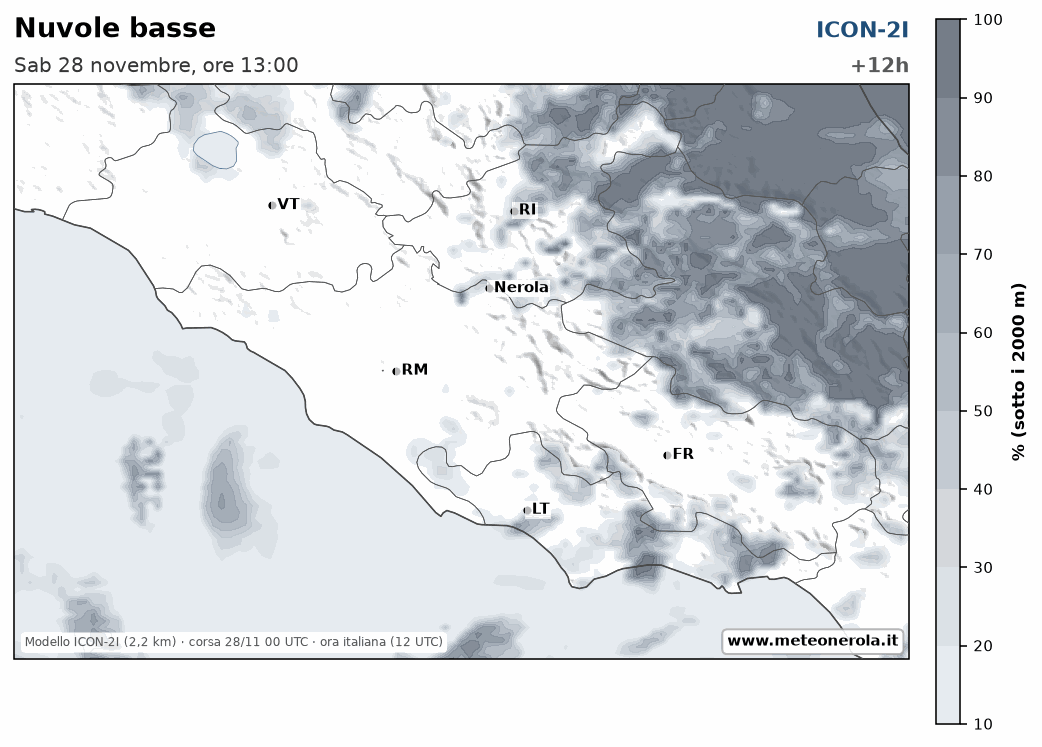 Nuvole basse
ICON-2I
Sab 28 novembre, ore 13:00
+12h
VT
RI
Nerola
RM
FR
LT
Modello ICON-2I (2,2 km) · corsa 28/11 00 UTC · ora italiana (12 UTC)
www.meteonerola.it
100
90
80
70
60
50
40
30
20
10
% (sotto i 2000 m)